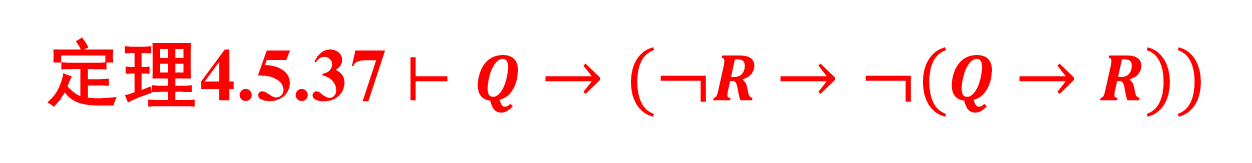 定理4.5.37 ⊢ Q → (¬R → ¬(Q → R))